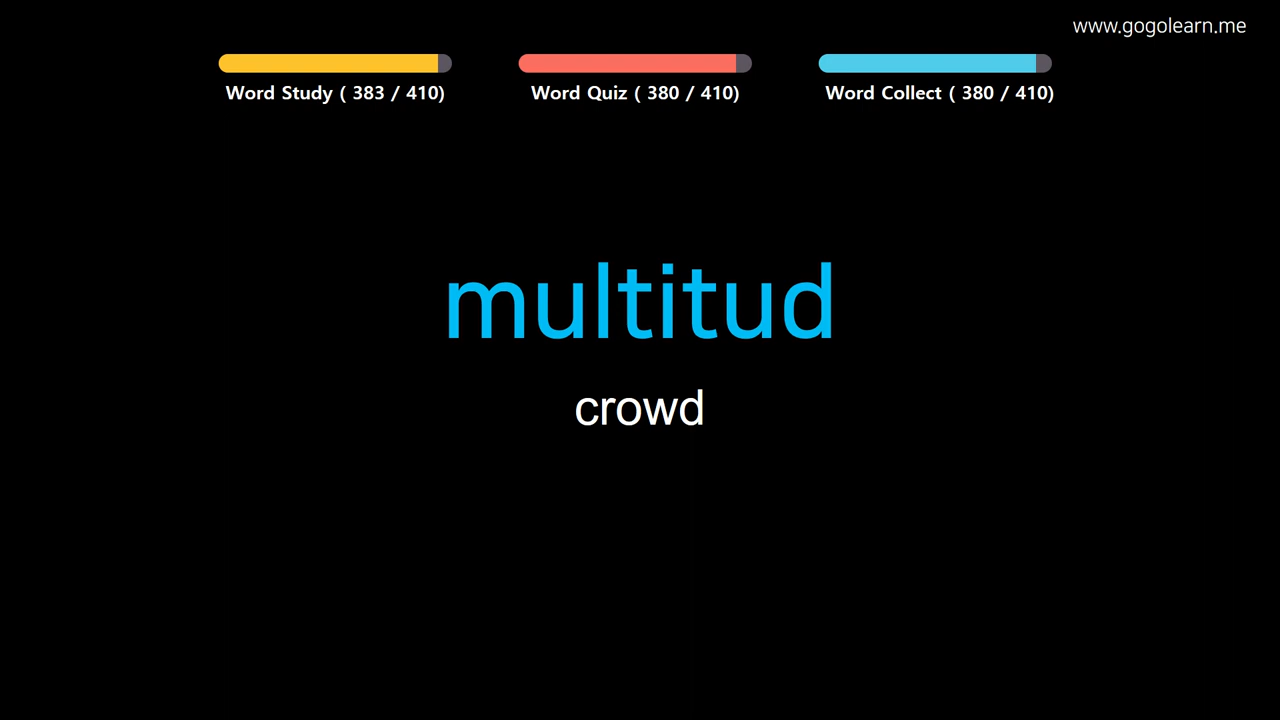 www.gogolearn.me
Word Study ( 383 / 410)
Word Quiz ( 380 / 410)
Word Collect ( 380 / 410)
multitud
crowd